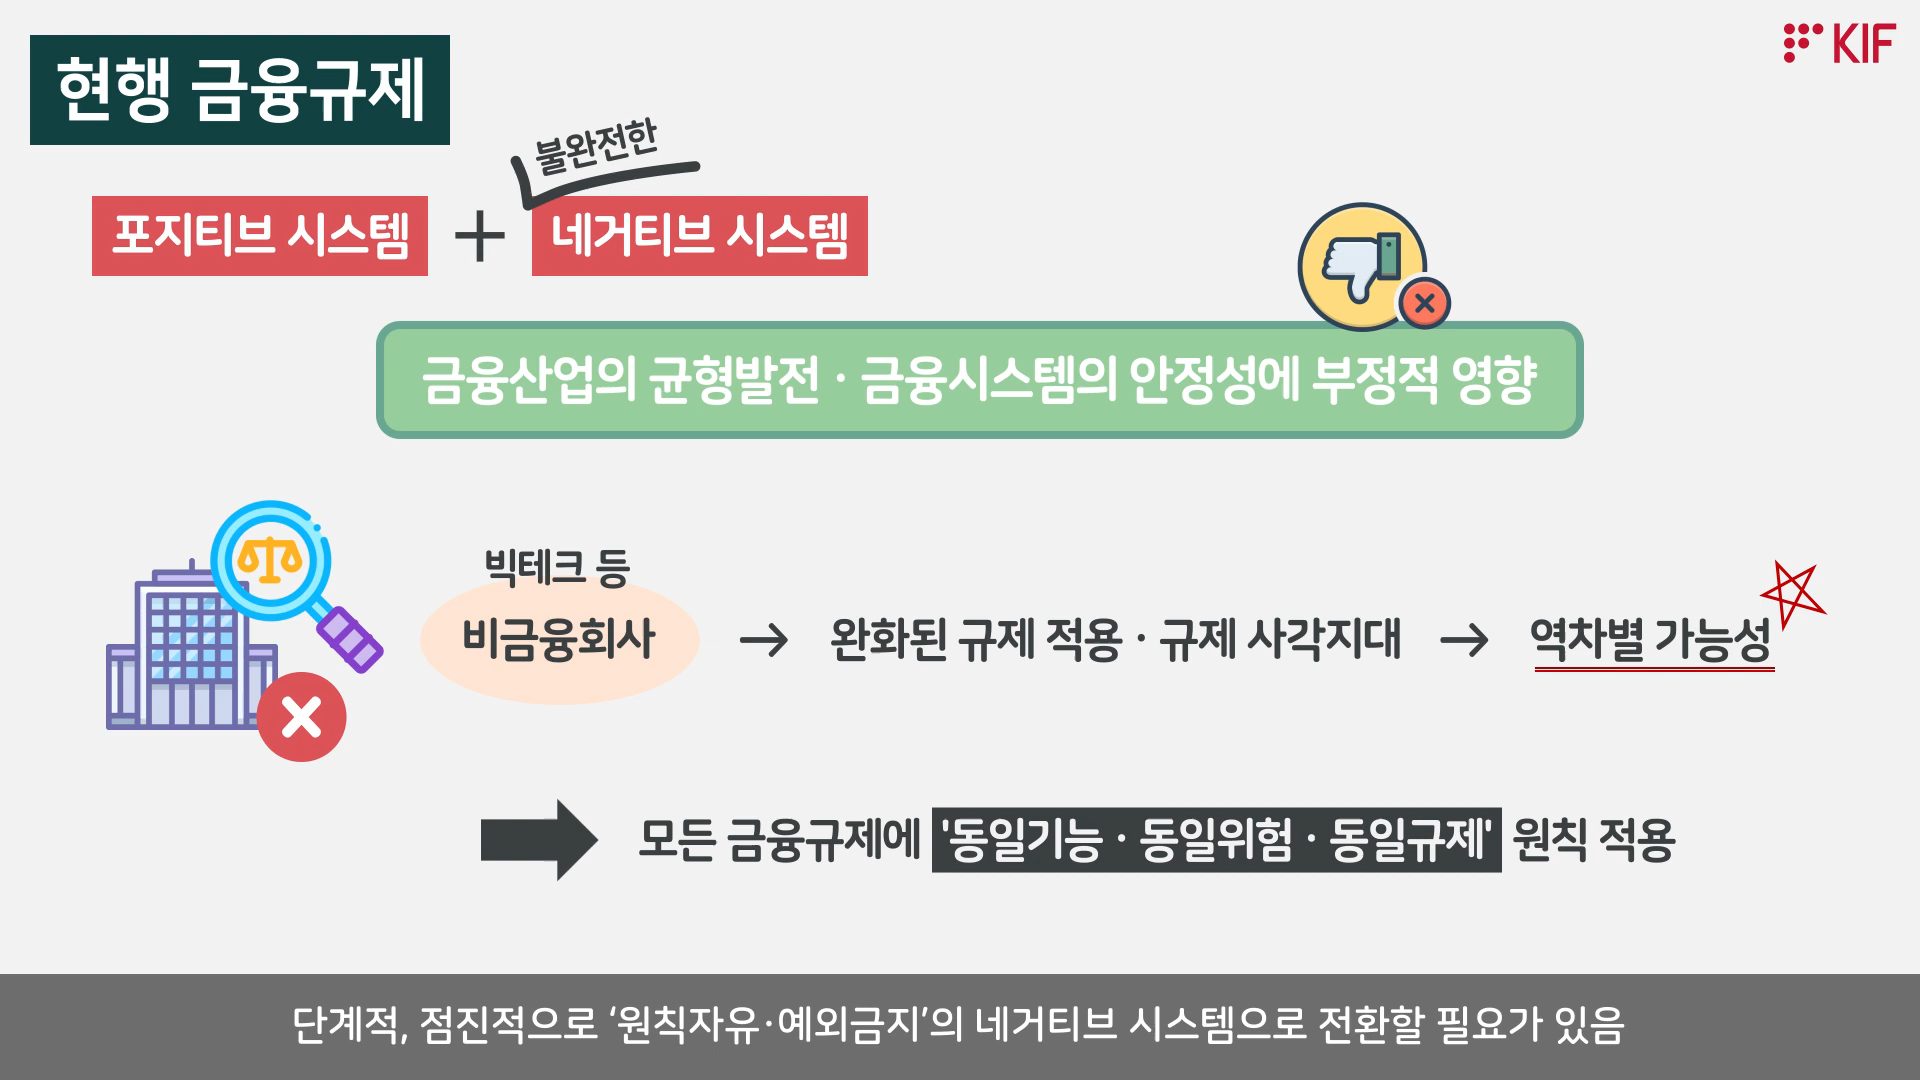 현행 금융규제
KIF
불완전한
포지티브 시스템 + 네거티브 시스템
금융산업의 균형발전 · 금융시스템의 안정성에 부정적 영향
빅테크 등
비금융회사 → 완화된 규제 적용 · 규제 사각지대 → 역차별 가능성
모든 금융규제에 '동일기능 · 동일위험 · 동일규제' 원칙 적용
단계적, 점진적으로 ‘원칙자유·예외금지’의 네거티브 시스템으로 전환할 필요가 있음